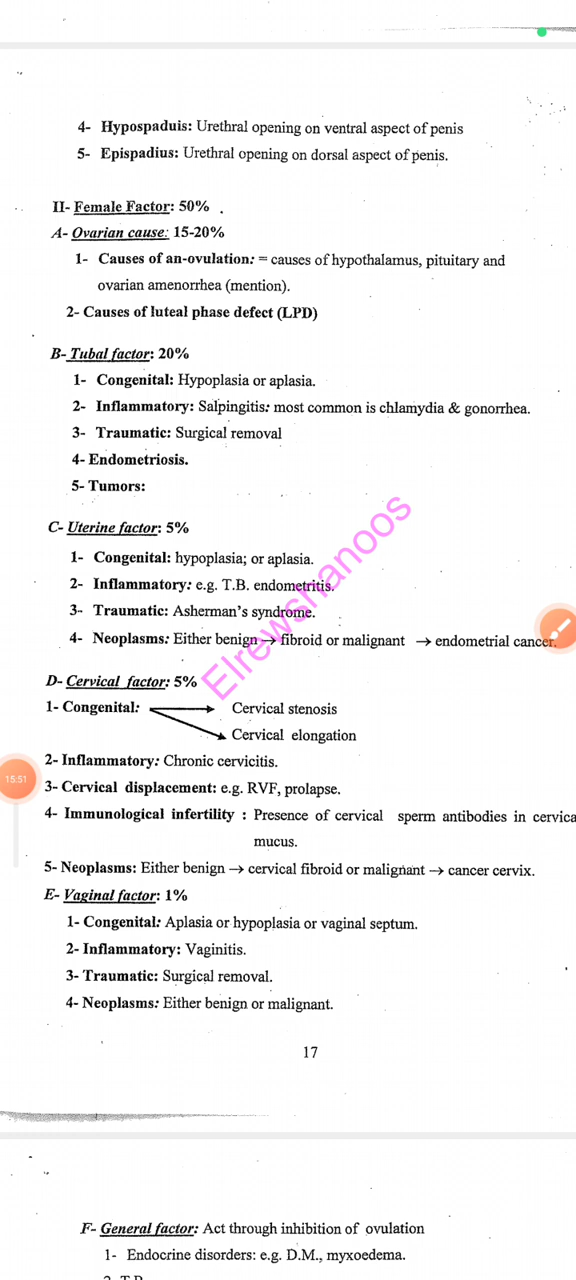 4- Hypospaduis: Urethral opening on ventral aspect of penis
5- Epispadius: Urethral opening on dorsal aspect of penis.
II- Female Factor: 50%
A- Ovarian cause: 15-20%
1- Causes of an-ovulation: = causes of hypothalamus, pituitary and
ovarian amenorrhea (mention).
2- Causes of luteal phase defect (LPD)
B- Tubal factor: 20%
1- Congenital: Hypoplasia or aplasia.
2- Inflammatory: Salpingitis: most common is chlamydia & gonorrhea.
3- Traumatic: Surgical removal
4- Endometriosis.
5- Tumors:
C- Uterine factor: 5%
1- Congenital: hypoplasia; or aplasia.
2- Inflammatory: e.g. T.B. endometritis.
3- Traumatic: Asherman's syndrome.
4- Neoplasms: Either benign → fibroid or malignant → endometrial cancer.
Elrewshanoos
D- Cervical factor: 5%
1- Congenital: Cervical stenosis
Cervical elongation
15:51
2- Inflammatory: Chronic cervicitis.
3- Cervical displacement: e.g. RVF, prolapse.
4- Immunological infertility : Presence of cervical sperm antibodies in cervica
mucus.
5- Neoplasms: Either benign → cervical fibroid or malignant → cancer cervix.
E- Vaginal factor: 1%
1- Congenital: Aplasia or hypoplasia or vaginal septum.
2- Inflammatory: Vaginitis.
3- Traumatic: Surgical removal.
4- Neoplasms: Either benign or malignant.
17
F- General factor: Act through inhibition of ovulation
1- Endocrine disorders: e.g. D.M., myxoedema.